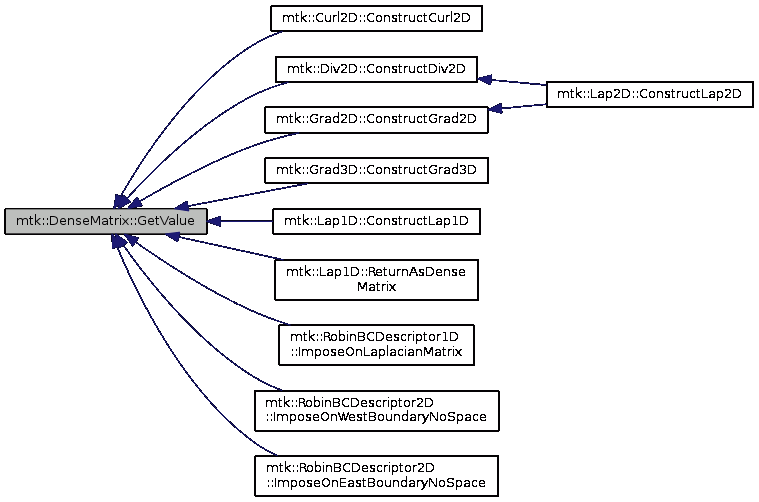 mtk::Curl2D::ConstructCurl2D
mtk::Div2D::ConstructDiv2D
mtk::Lap2D::ConstructLap2D
mtk::Grad2D::ConstructGrad2D
mtk::Grad3D::ConstructGrad3D
mtk::DenseMatrix::GetValue
mtk::Lap1D::ConstructLap1D
mtk::Lap1D::ReturnAsDense
Matrix
mtk::RobinBCDescriptor1D
::ImposeOnLaplacianMatrix
mtk::RobinBCDescriptor2D
::ImposeOnWestBoundaryNoSpace
mtk::RobinBCDescriptor2D
::ImposeOnEastBoundaryNoSpace